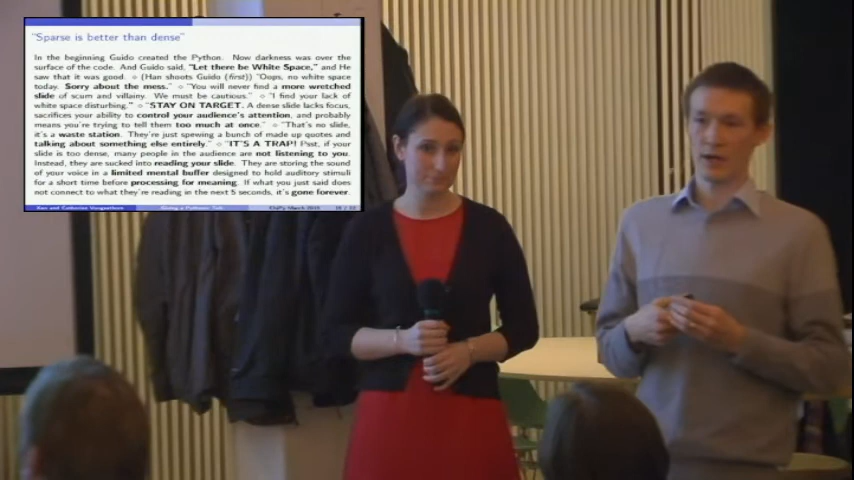 "Sparse is better than dense"
In the beginning Guido created the Python. Now darkness was over the
surface of the code. And Guido said, "Let there be White Space," and He
saw that it was good. ⋄ (Han shoots Guido (first)) "Oops, no white space
today. Sorry about the mess." ⋄ "You will never find a more wretched
slide of scum and villainy. We must be cautious." ⋄ "I find your lack of
white space disturbing." ⋄ "STAY ON TARGET. A dense slide lacks focus,
sacrifices your ability to control your audience's attention, and probably
means you're trying to tell them too much at once." ⋄ "That's no slide,
it's a waste station. They're just spewing a bunch of made up quotes and
talking about something else entirely." ⋄ "IT'S A TRAP! Psst, if your
slide is too dense, many people in the audience are not listening to you.
Instead, they are sucked into reading your slide. They are storing the sound
of your voice in a limited mental buffer designed to hold auditory stimuli
for a short time before processing for meaning. If what you just said does
not connect to what they're reading in the next 5 seconds, it's gone forever.